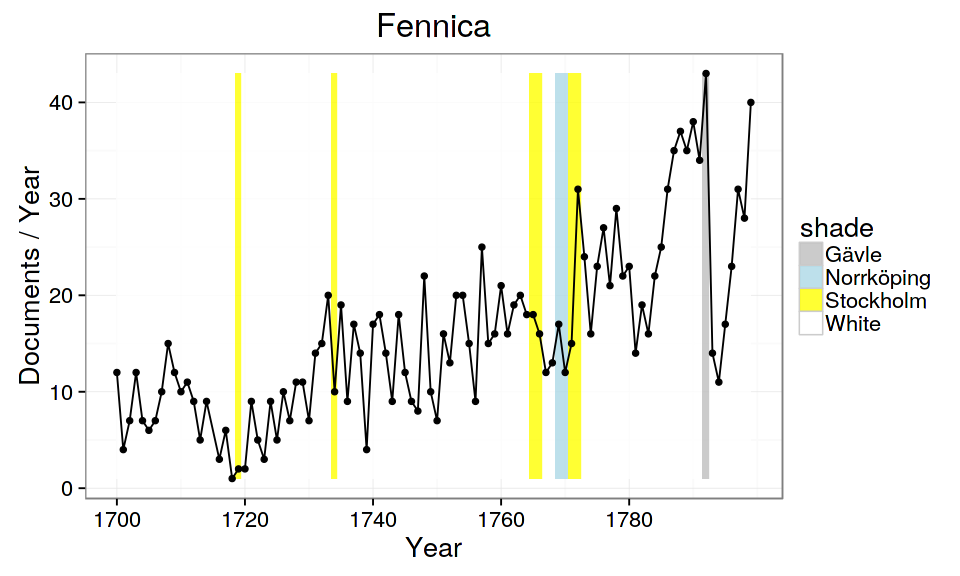 Fennica
Documents / Year
40
30
20
10
0
1700 1720 1740 1760 1780
Year
shade
Gävle
Norrköping
Stockholm
White